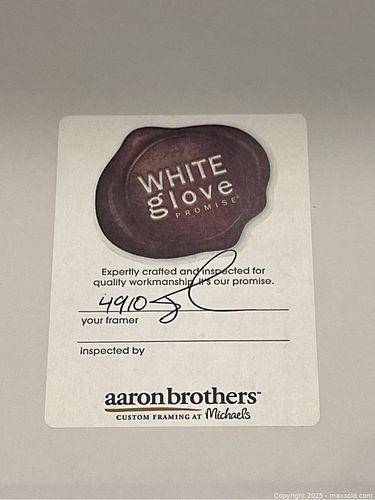 WHITE
glove
PROMISE®
Expertly crafted and inspected for
quality workmanship. It's our promise.
4910
your framer
inspected by
aaronbrothers™
CUSTOM FRAMING AT Michaels
Copyright 2025 - maxsold.com